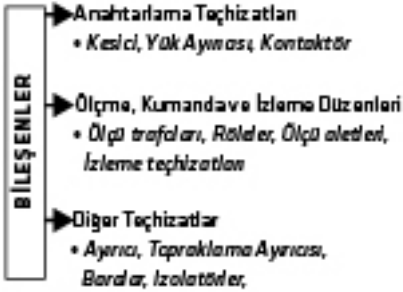 BİLEŞENLER
Anahtarlama Teçhizatları
• Kesici, Yük Ayırıcısı, Kontaktör
Ölçme, Kumanda ve İzleme Düzenleri
• Ölçü trafoları, Röleler, Ölçü aletleri,
İzleme teçhizatları
Diğer Teçhizatlar
• Ayırıcı, Topraklama Ayırıcısı,
Baralar, İzolatörler,